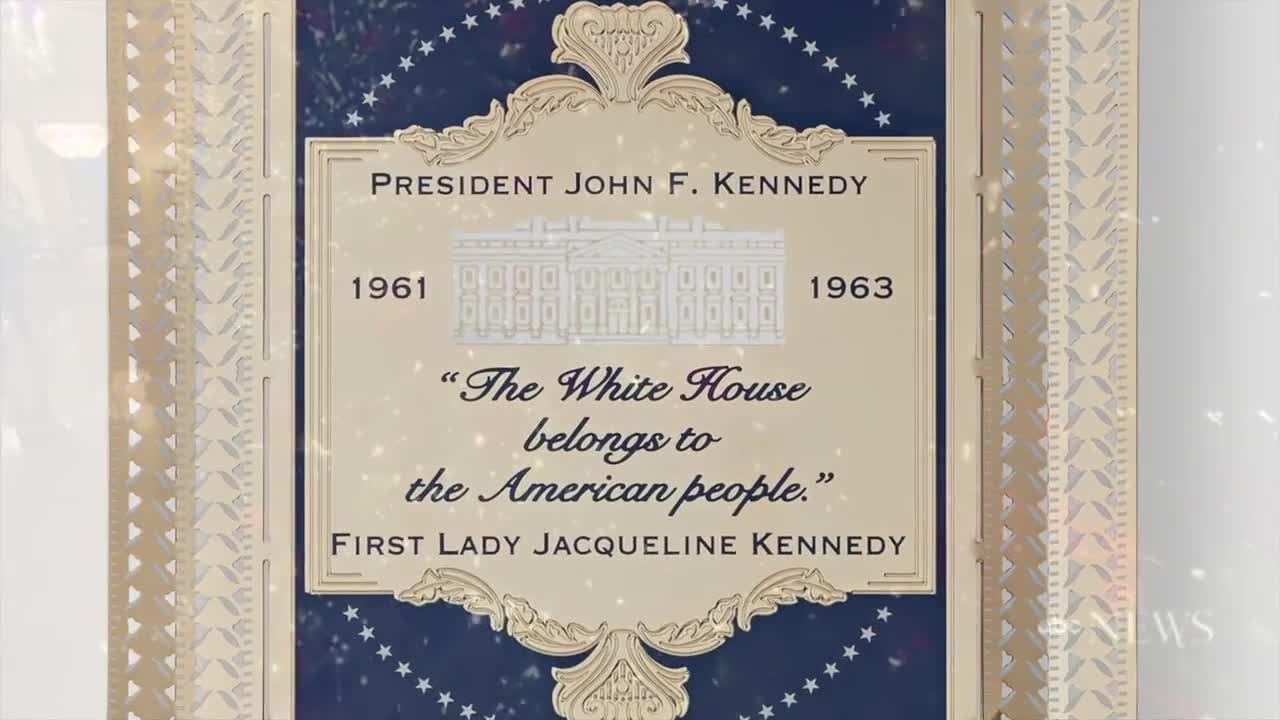 PRESIDENT JOHN F. KENNEDY
1961 1963
“The White House
belongs to
the American people.”
FIRST LADY JACQUELINE KENNEDY
abc NEWS